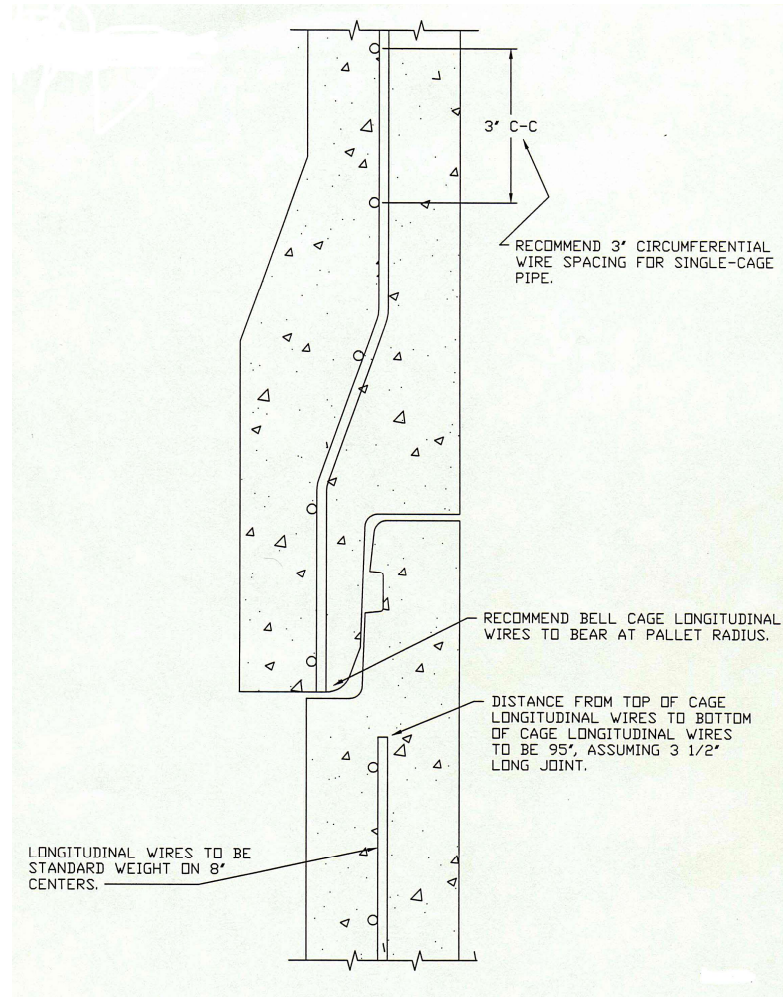 3" C-C
RECOMMEND 3" CIRCUMFERENTIAL
WIRE SPACING FOR SINGLE-CAGE
PIPE.
RECOMMEND BELL CAGE LONGITUDINAL
WIRES TO BEAR AT PALLET RADIUS.
DISTANCE FROM TOP OF CAGE
LONGITUDINAL WIRES TO BOTTOM
OF CAGE LONGITUDINAL WIRES
TO BE 95", ASSUMING 3 1/2"
LONG JOINT.
LONGITUDINAL WIRES TO BE
STANDARD WEIGHT ON 8"
CENTERS.